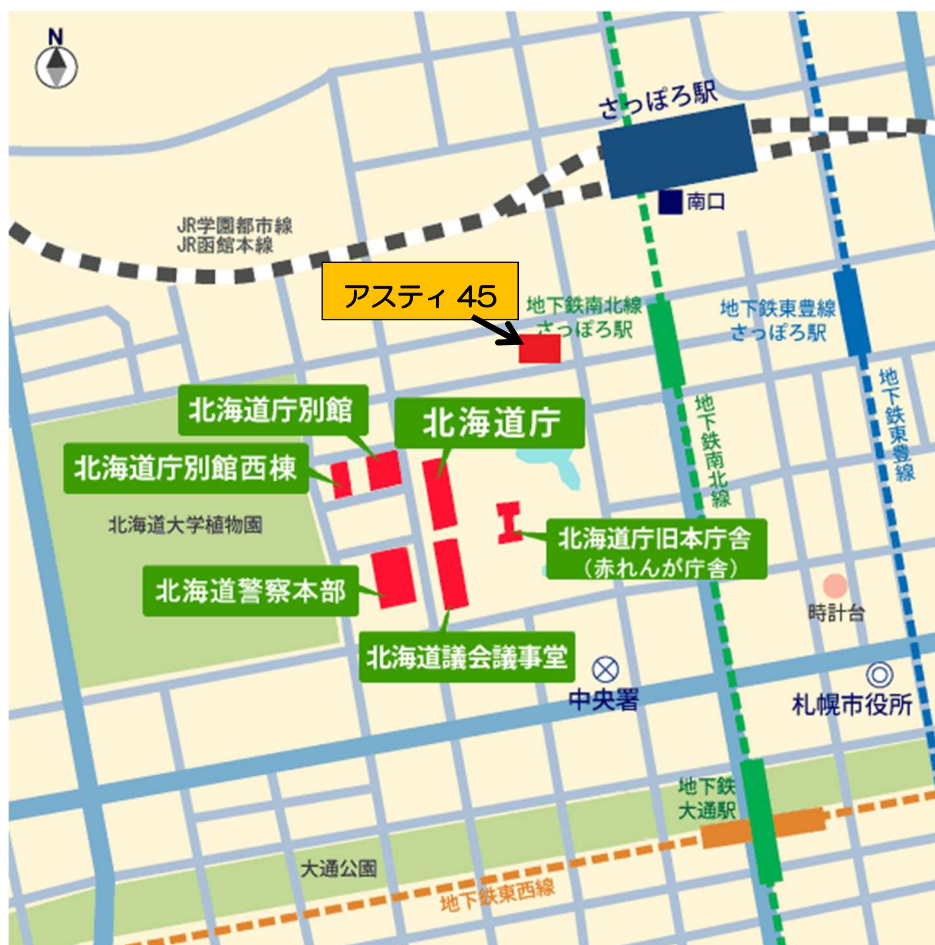 N
さっぽろ駅
南口
JR学園都市線
JR函館本線
アスティ 45
地下鉄南北線
さっぽろ駅
地下鉄東豊線
さっぽろ駅
北海道庁別館
北海道庁
地下鉄南北線
地下鉄東豊線
北海道庁別館西棟
北海道大学植物園
北海道庁旧本庁舎
(赤れんが庁舎)
北海道警察本部
時計台
北海道議会議事堂
中央署
札幌市役所
地下鉄
大通駅
大通公園
地下鉄東西線